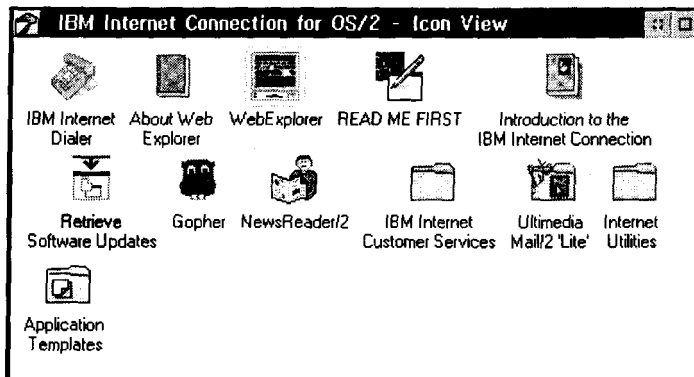 IBM Internet Connection for OS/2 - Icon View
IBM Internet
Dialer
About Web
Explorer
WebExplorer
READ ME FIRST
Introduction to the
IBM Internet Connection
Retrieve
Software Updates
Gopher
NewsReader/2
IBM Internet
Customer Services
Ultimedia
Mail/2 'Lite'
Internet
Utilities
Application
Templates